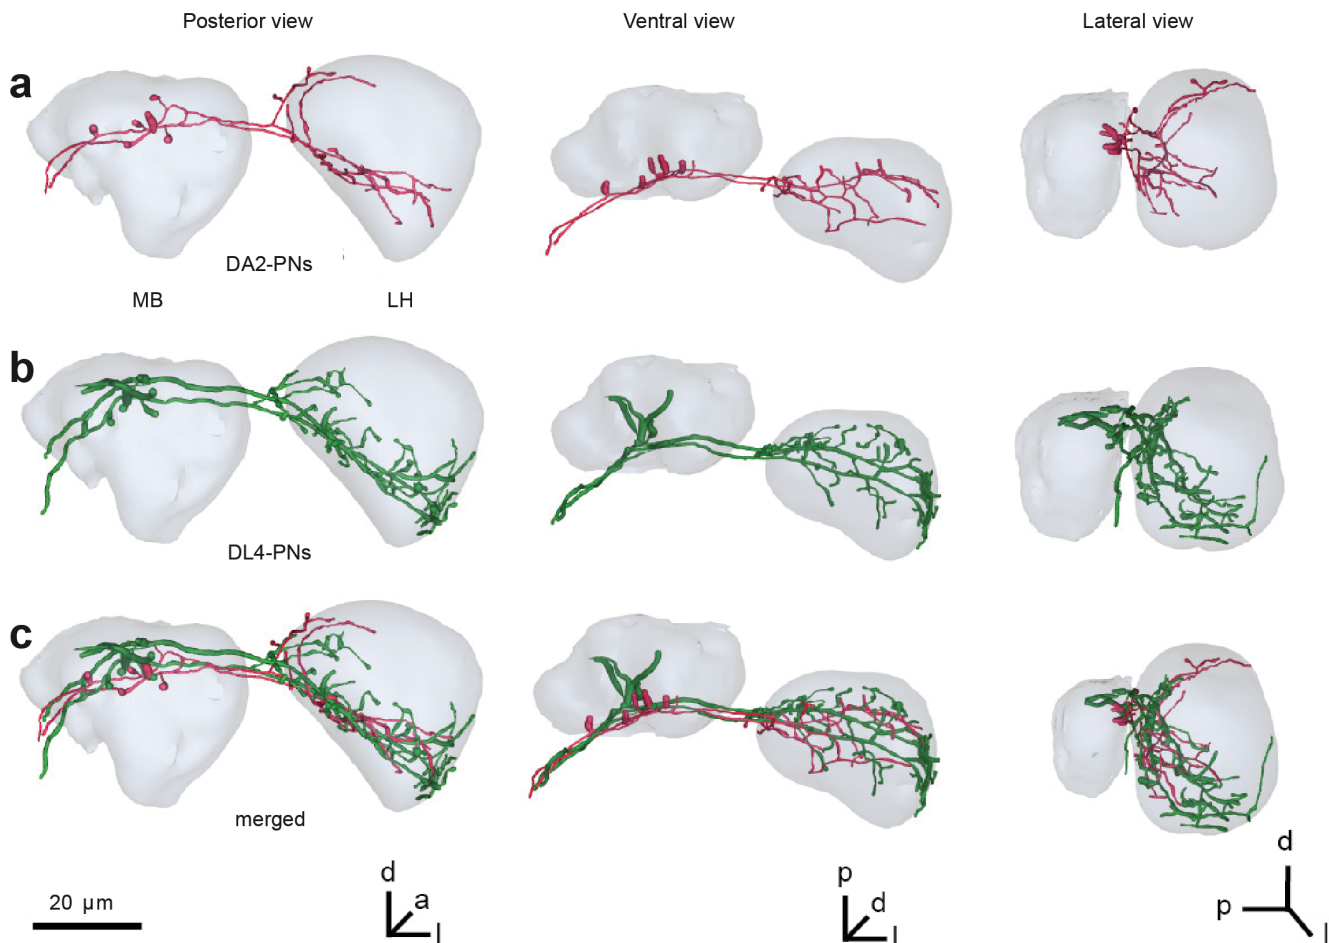 Posterior view
Ventral view
Lateral view
a
DA2-PNs
MB
LH
b
DL4-PNs
c
merged
20 µm
d
a
l
p
d
l
d
p
l